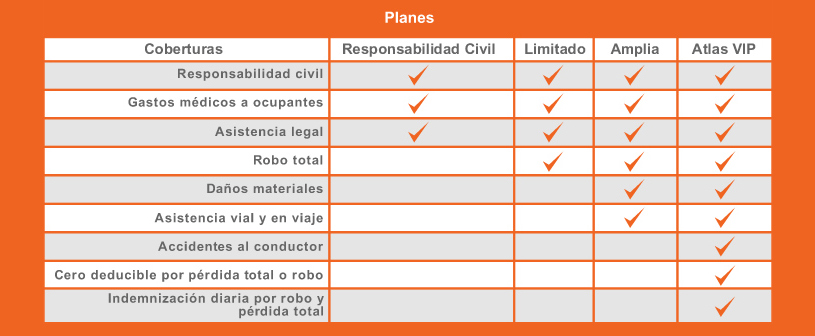 Planes
Coberturas Responsabilidad Civil Limitado Amplia Atlas VIP
Responsabilidad civil
Gastos médicos a ocupantes
Asistencia legal
Robo total
Daños materiales
Asistencia vial y en viaje
Accidentes al conductor
Cero deducible por pérdida total o robo
Indemnización diaria por robo y
pérdida total